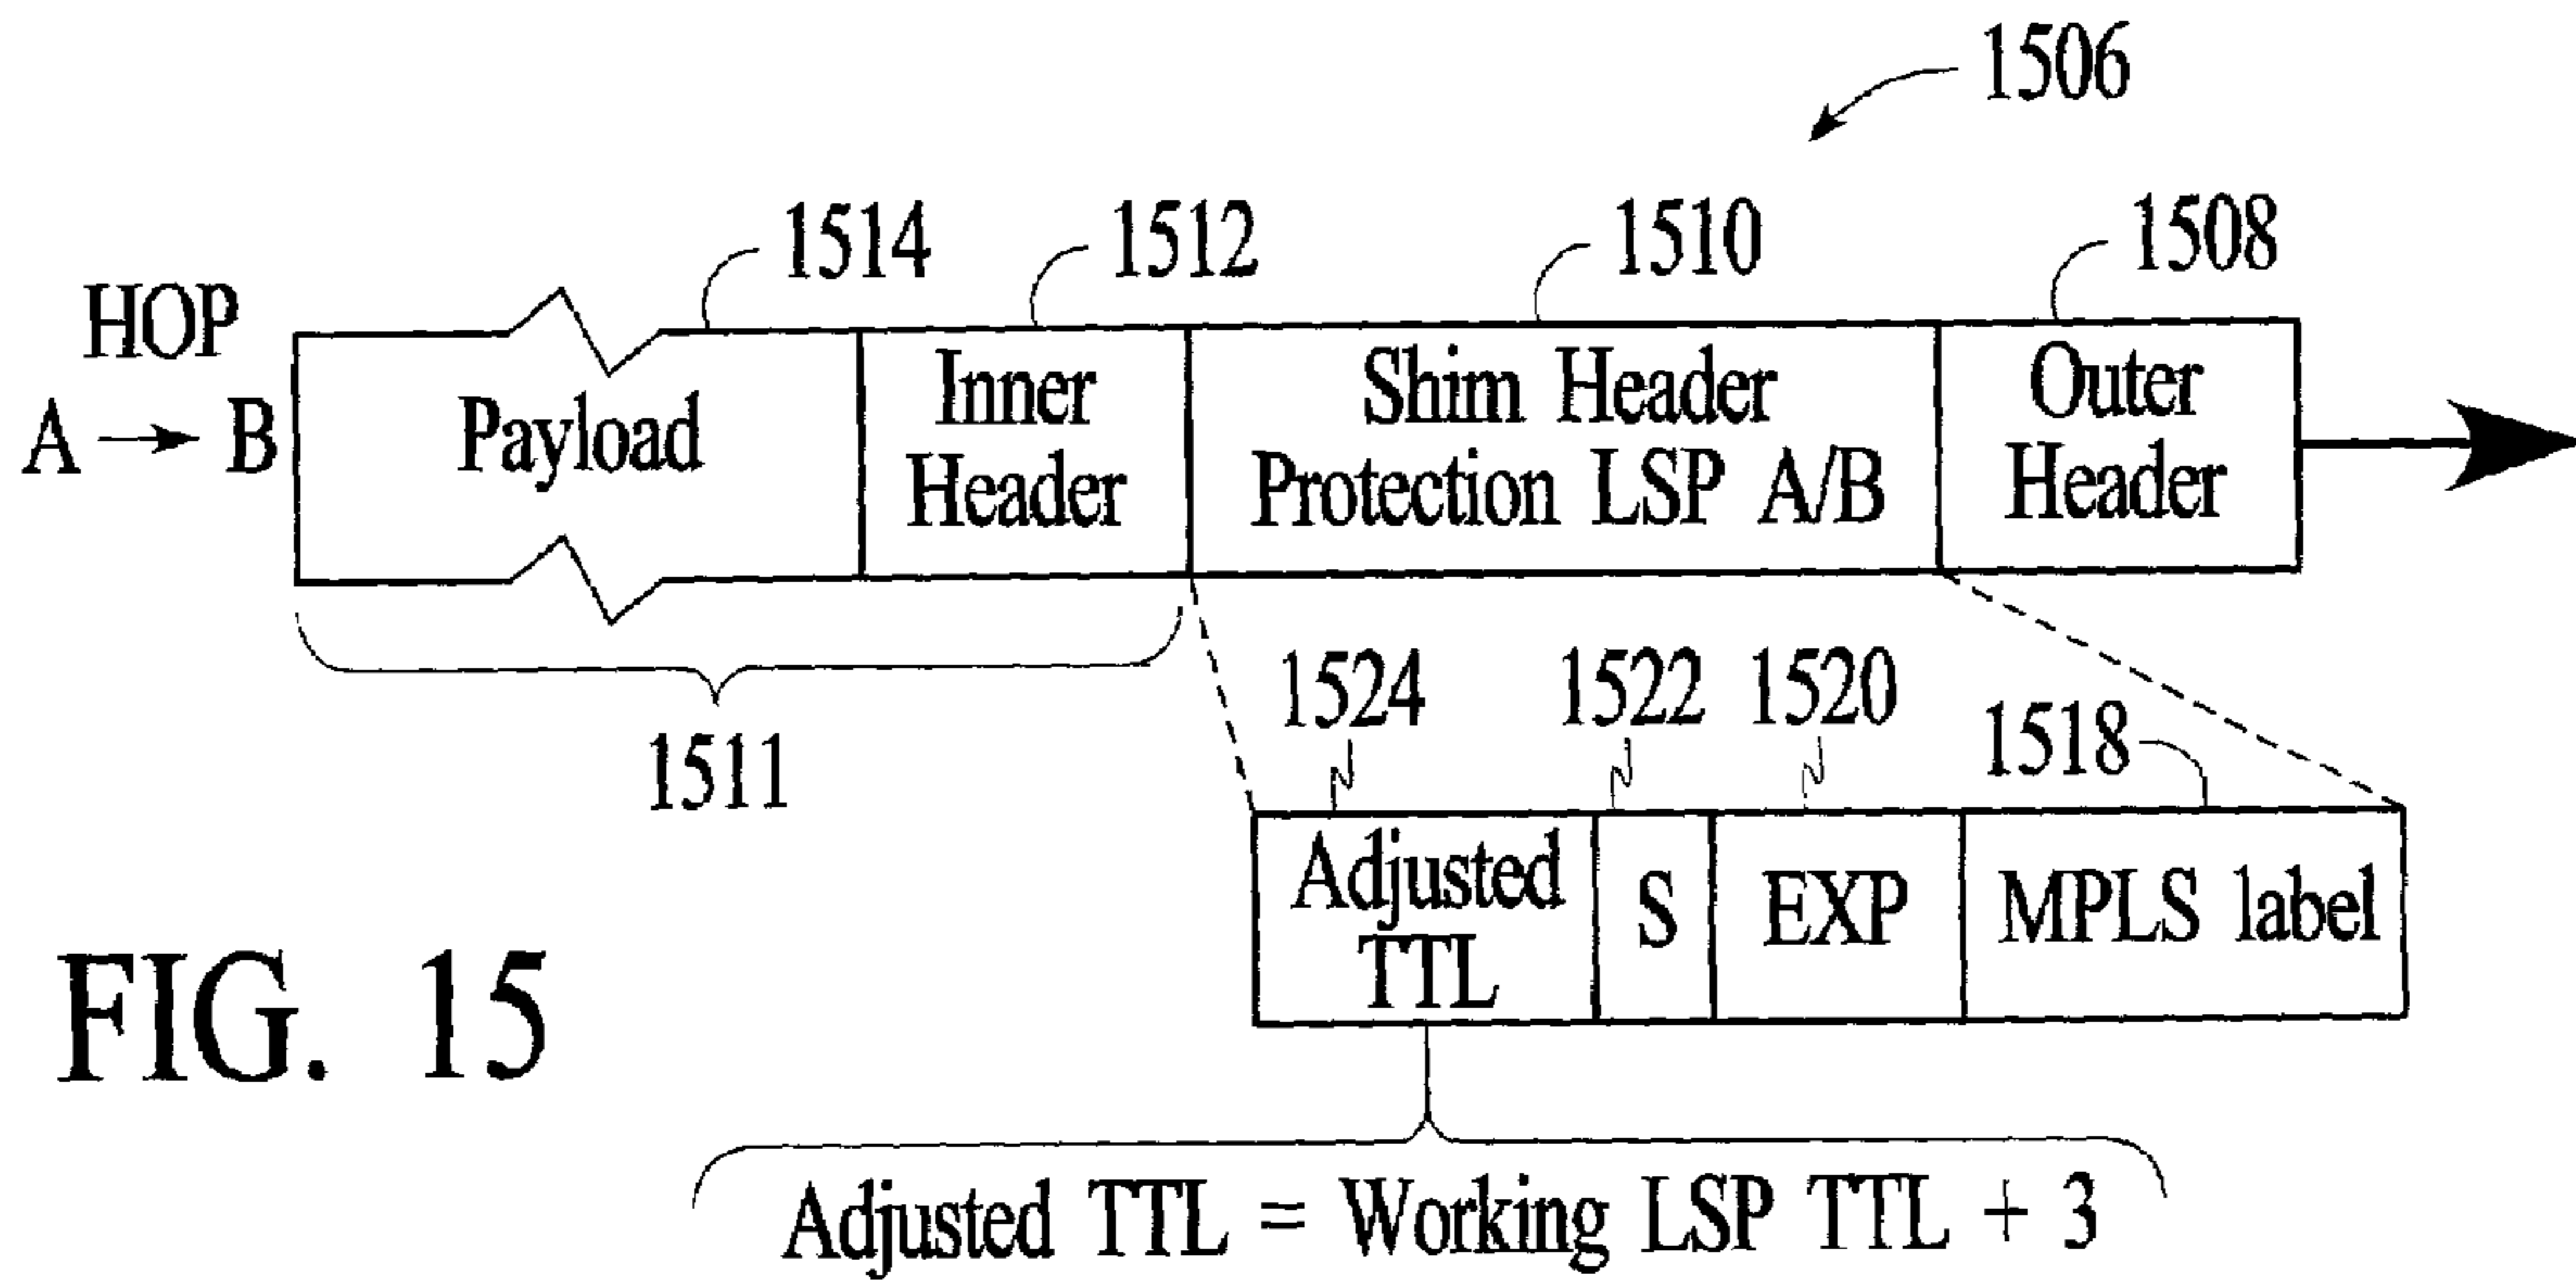 1506
1514
1512
1510
1508
HOP
A → B
Payload
Inner
Header
Shim Header
Protection LSP A/B
Outer
Header
1511
1524
1522
1520
1518
Adjusted
TTL
S
EXP
MPLS label
FIG. 15
Adjusted TTL = Working LSP TTL + 3